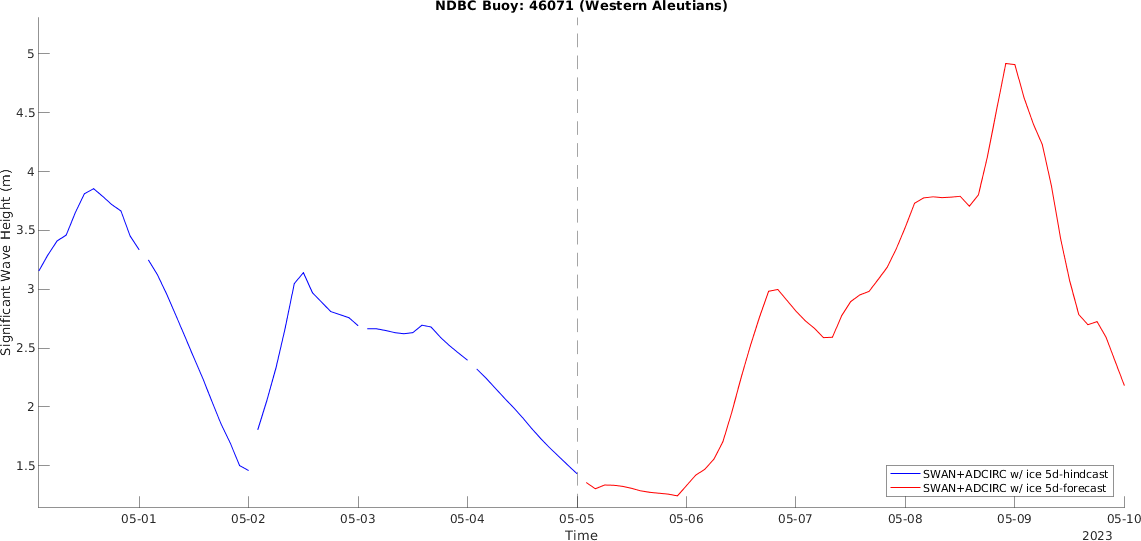 NDBC Buoy: 46071 (Western Aleutians)
Significant Wave Height (m)
5
4.5
4
3.5
3
2.5
2
1.5
SWAN+ADCIRC w/ ice 5d-hindcast
SWAN+ADCIRC w/ ice 5d-forecast
05-01 05-02 05-03 05-04 05-05 05-06 05-07 05-08 05-09 05-10
Time
2023